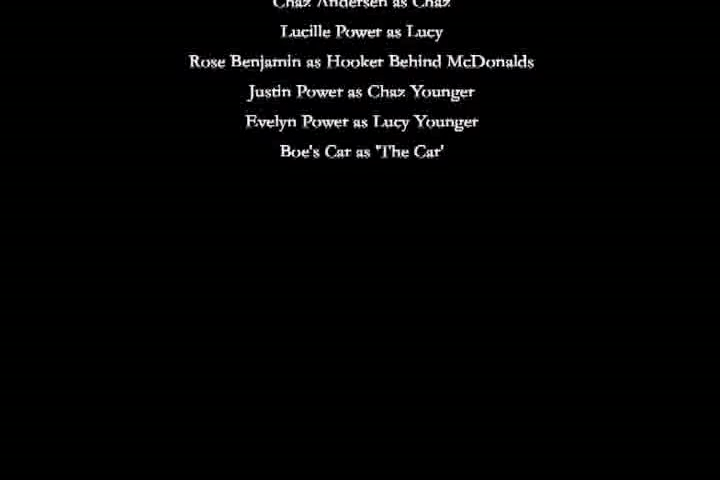 Chaz Andersen as Chaz
Lucille Power as Lucy
Rose Benjamin as Hooker Behind McDonalds
Justin Power as Chaz Younger
Evelyn Power as Lucy Younger
Boe's Car as 'The Car'